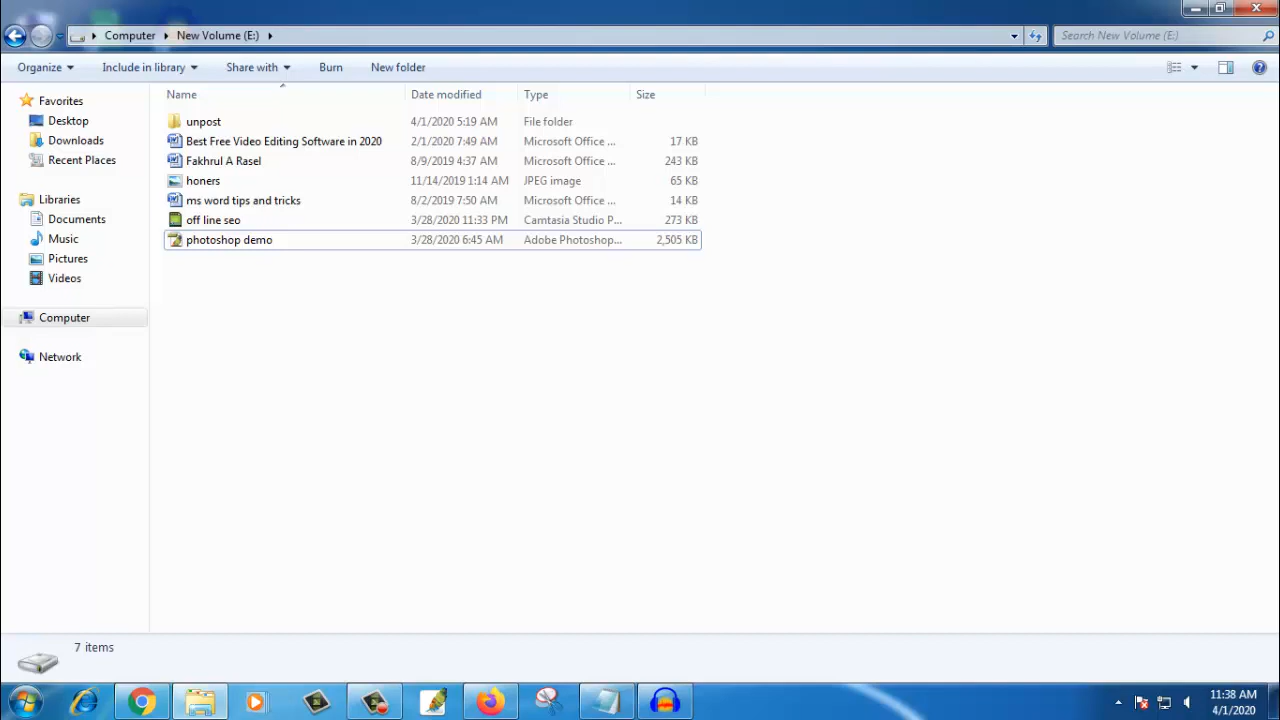 Computer New Volume (E:) Search New Volume (E:)
Organize Include in library Share with Burn New folder
Name Date modified Type Size
Favorites
Desktop
Downloads
Recent Places
Libraries
Documents
Music
Pictures
Videos
Computer
Network
unpost 4/1/2020 5:19 AM File folder
Best Free Video Editing Software in 2020 2/1/2020 7:49 AM Microsoft Office ... 17 KB
Fakhrul A Rasel 8/9/2019 4:37 AM Microsoft Office ... 243 KB
honers 11/14/2019 1:14 AM JPEG image 65 KB
ms word tips and tricks 8/2/2019 7:50 AM Microsoft Office ... 14 KB
off line seo 3/28/2020 11:33 PM Camtasia Studio P... 273 KB
photoshop demo 3/28/2020 6:45 AM Adobe Photoshop... 2,505 KB
7 items
11:38 AM
4/1/2020